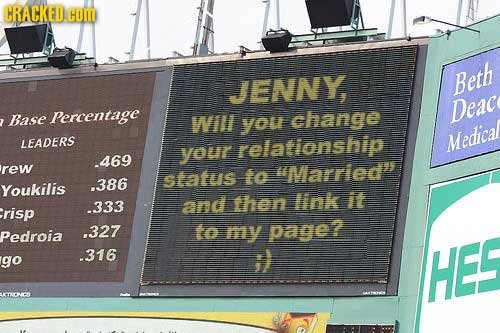 CRACKED.com
Base Percentage
LEADERS
.469
Youkilis .386
.333
Pedroia .327
.316
JENNY,
Will you change
your relationship
status to "Married"
and then link it
to my page?
;)
Beth
Medical
HES